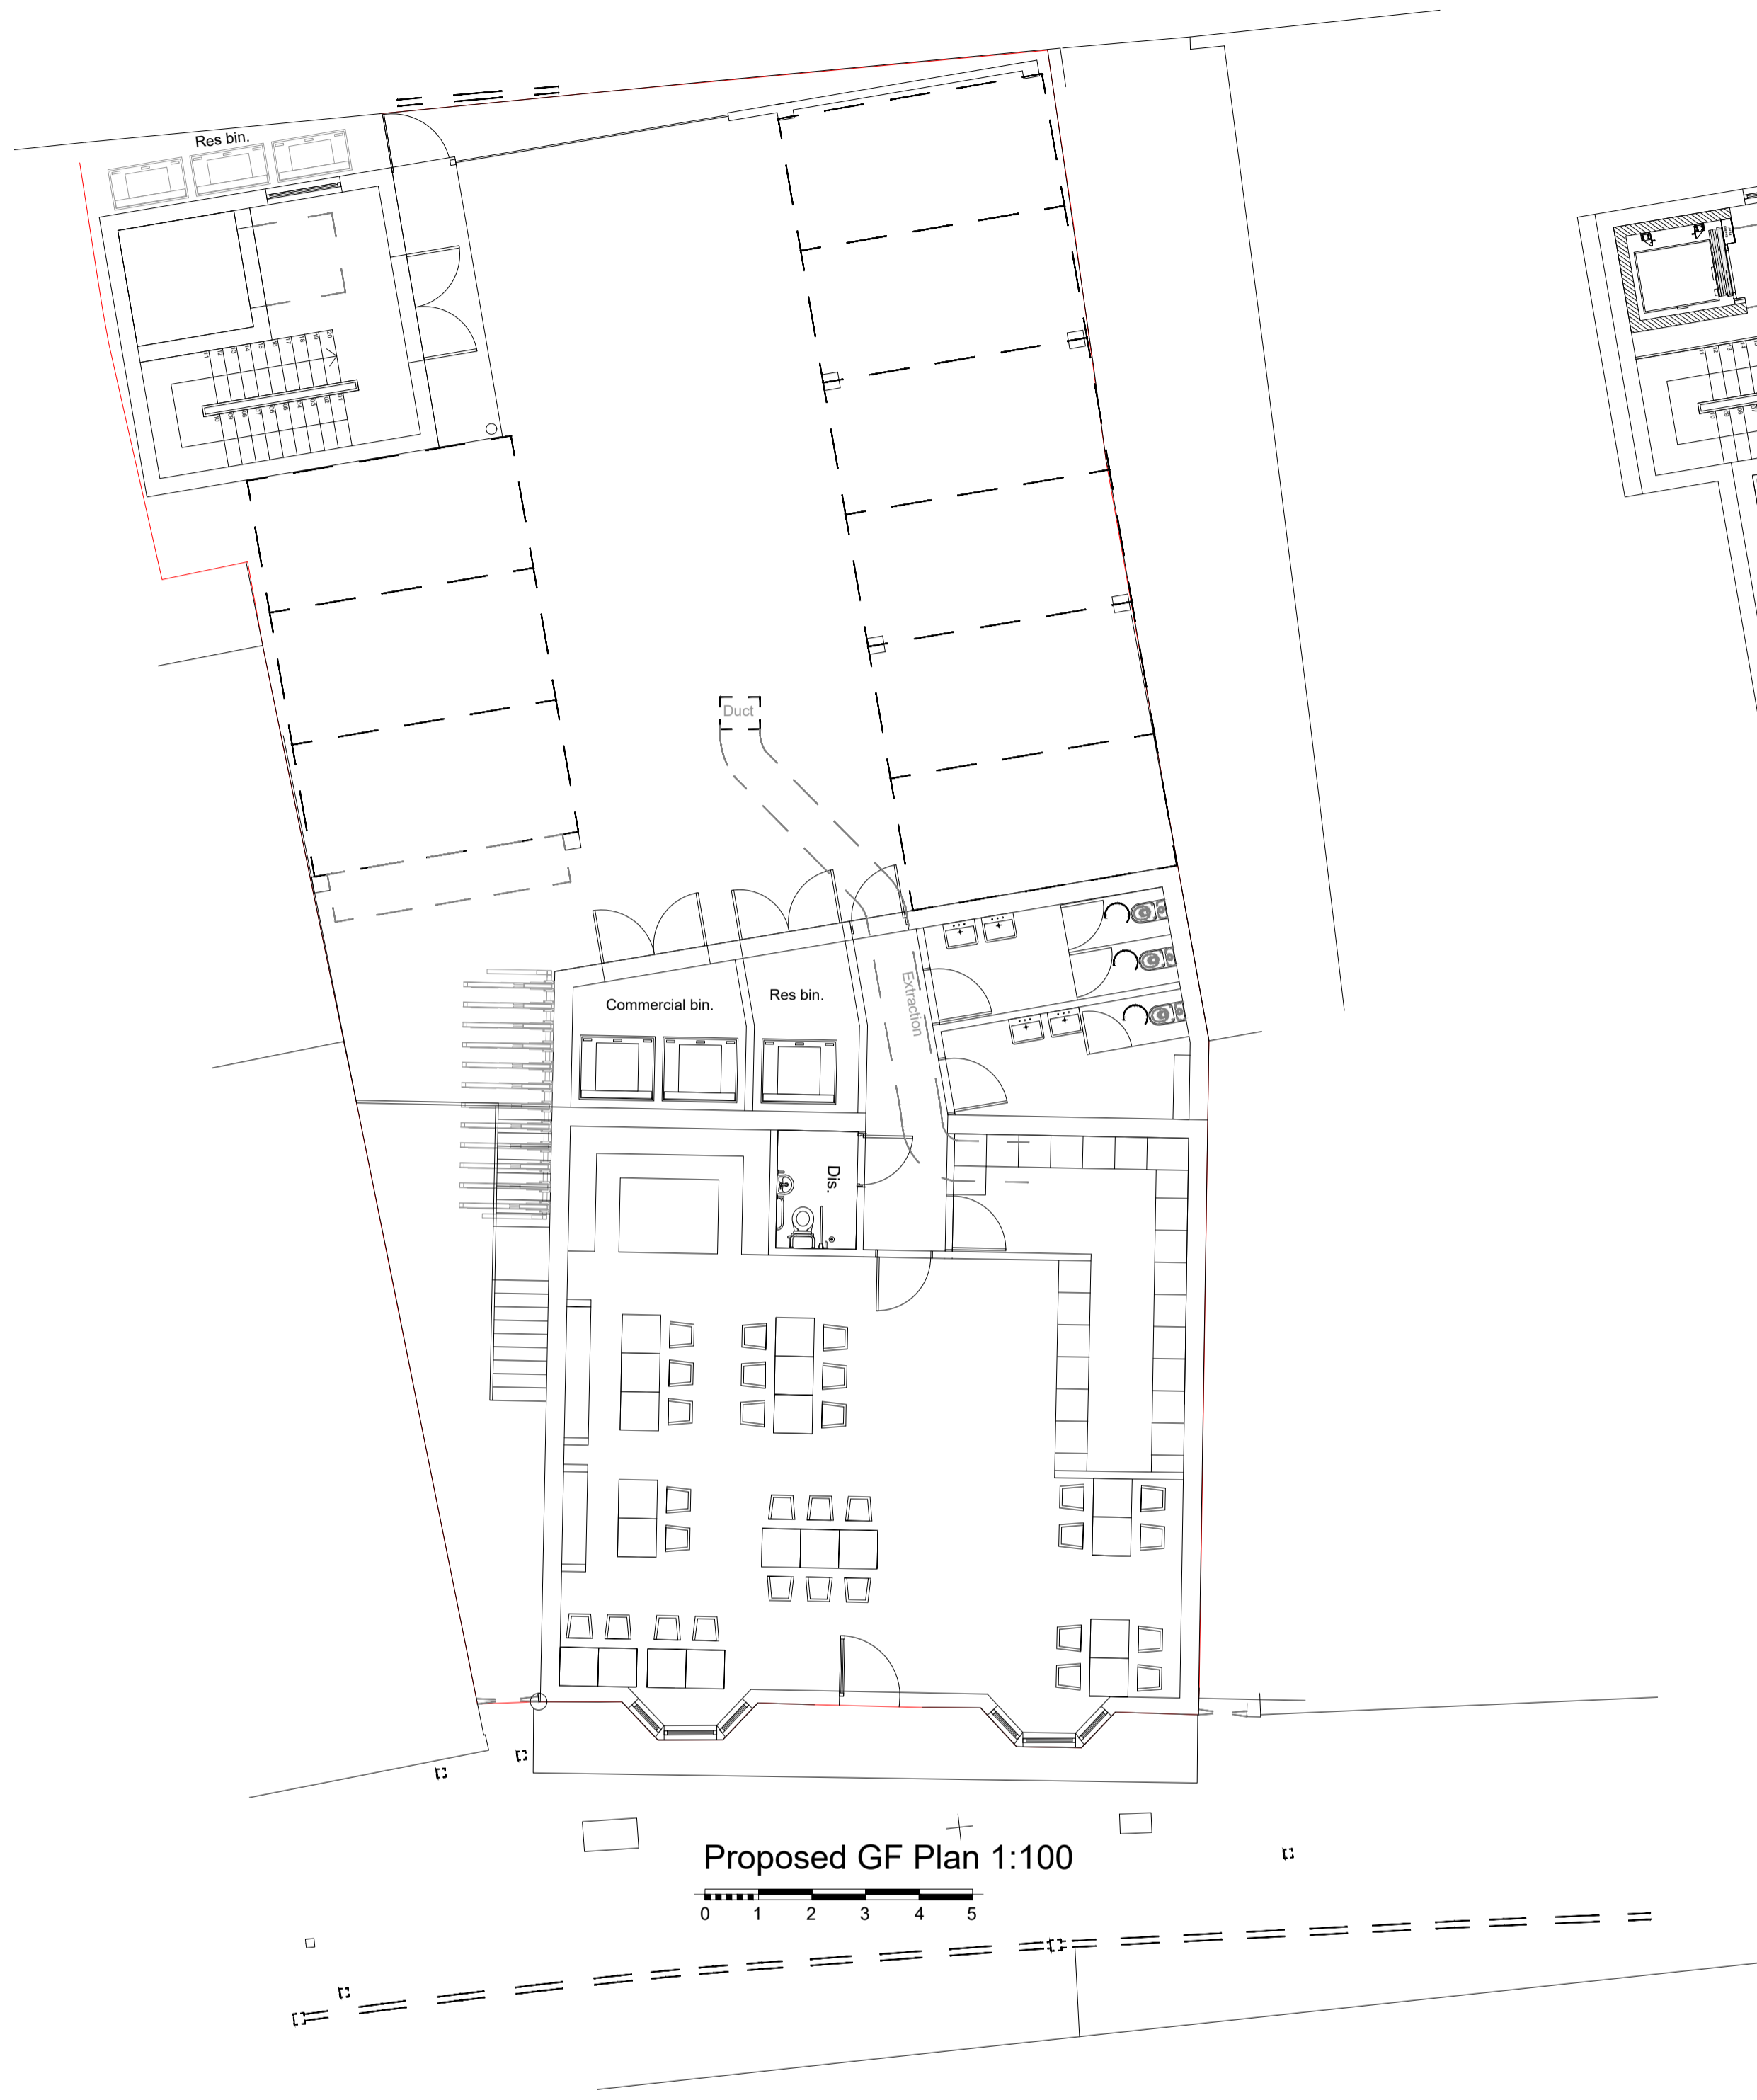 Res bin.
Duct
Extraction
Commercial bin.
Res bin.
Dis.
Proposed GF Plan 1:100
0 1 2 3 4 5